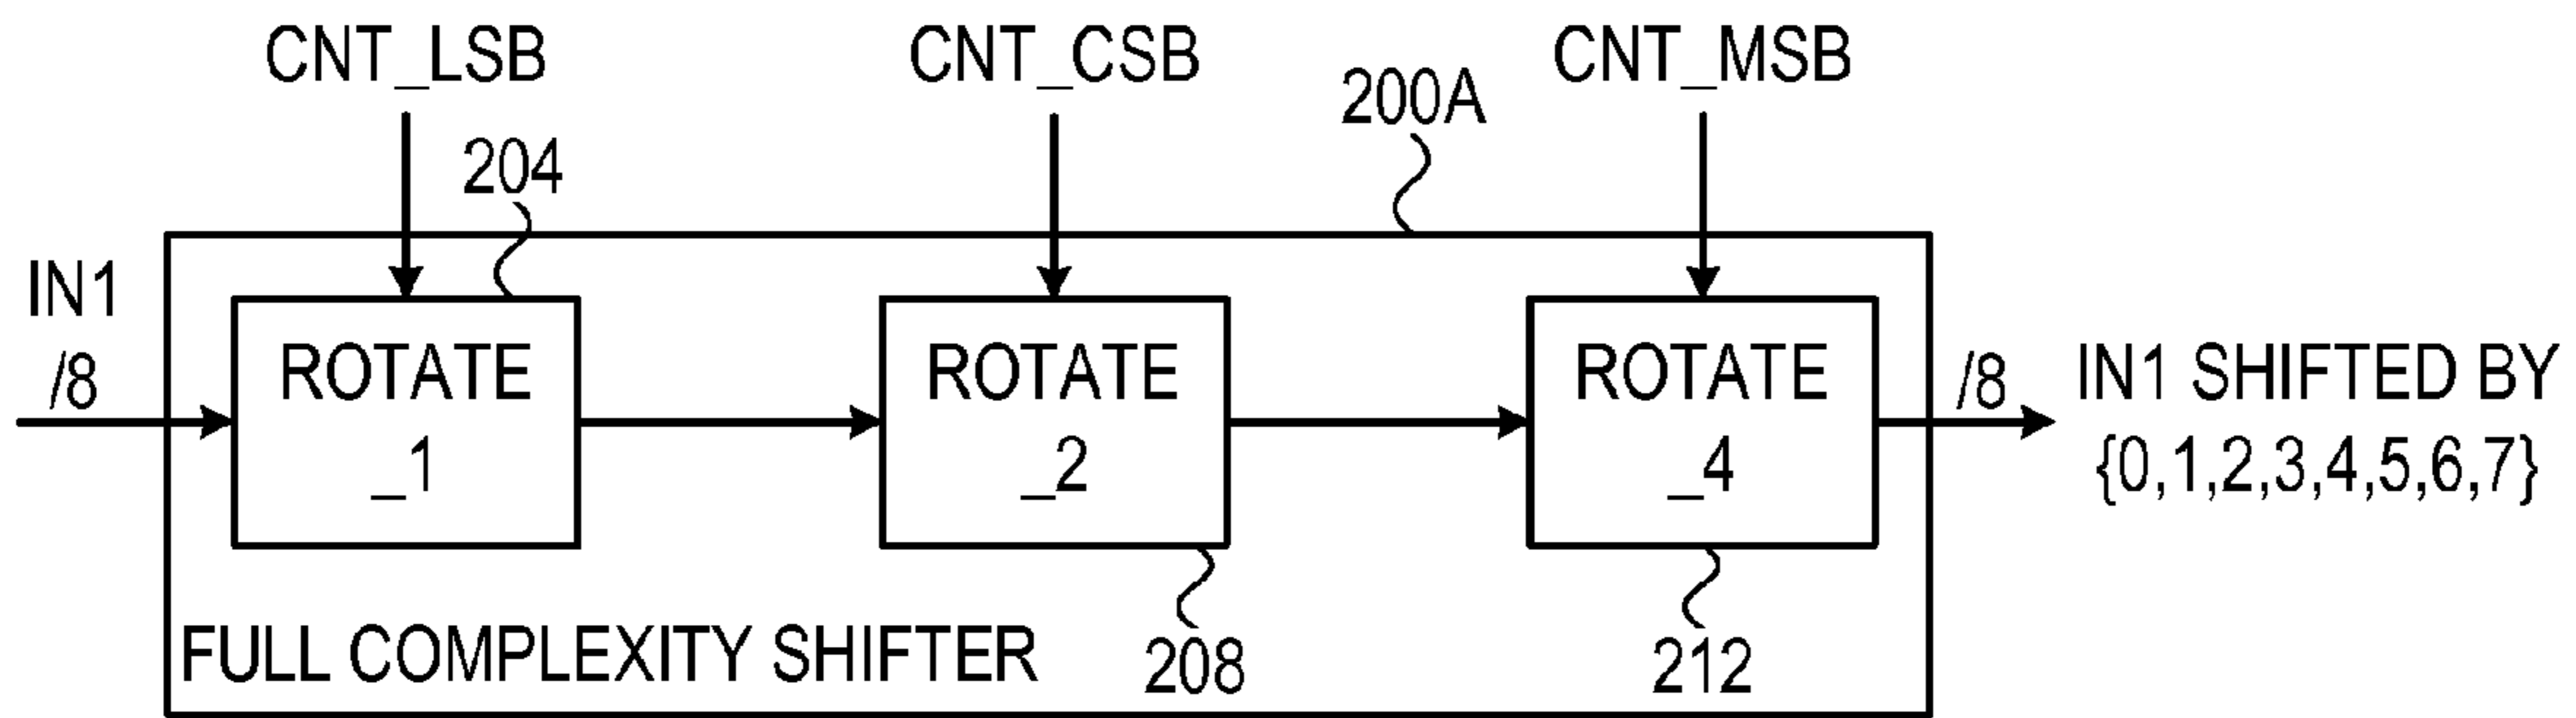 CNT_LSB
CNT_CSB
CNT_MSB
200A
204
IN1
/8
ROTATE
_1
ROTATE
_2
ROTATE
_4
/8
IN1 SHIFTED BY
{0,1,2,3,4,5,6,7}
FULL COMPLEXITY SHIFTER
208
212